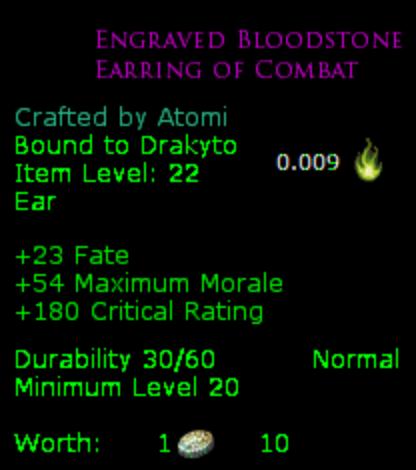 Engraved Bloodstone
Earring of Combat
Crafted by Atomi
Bound to Drakyto
Item Level: 22
0.009
Ear
+23 Fate
+54 Maximum Morale
+180 Critical Rating
Durability 30/60 Normal
Minimum Level 20
Worth: 1 10